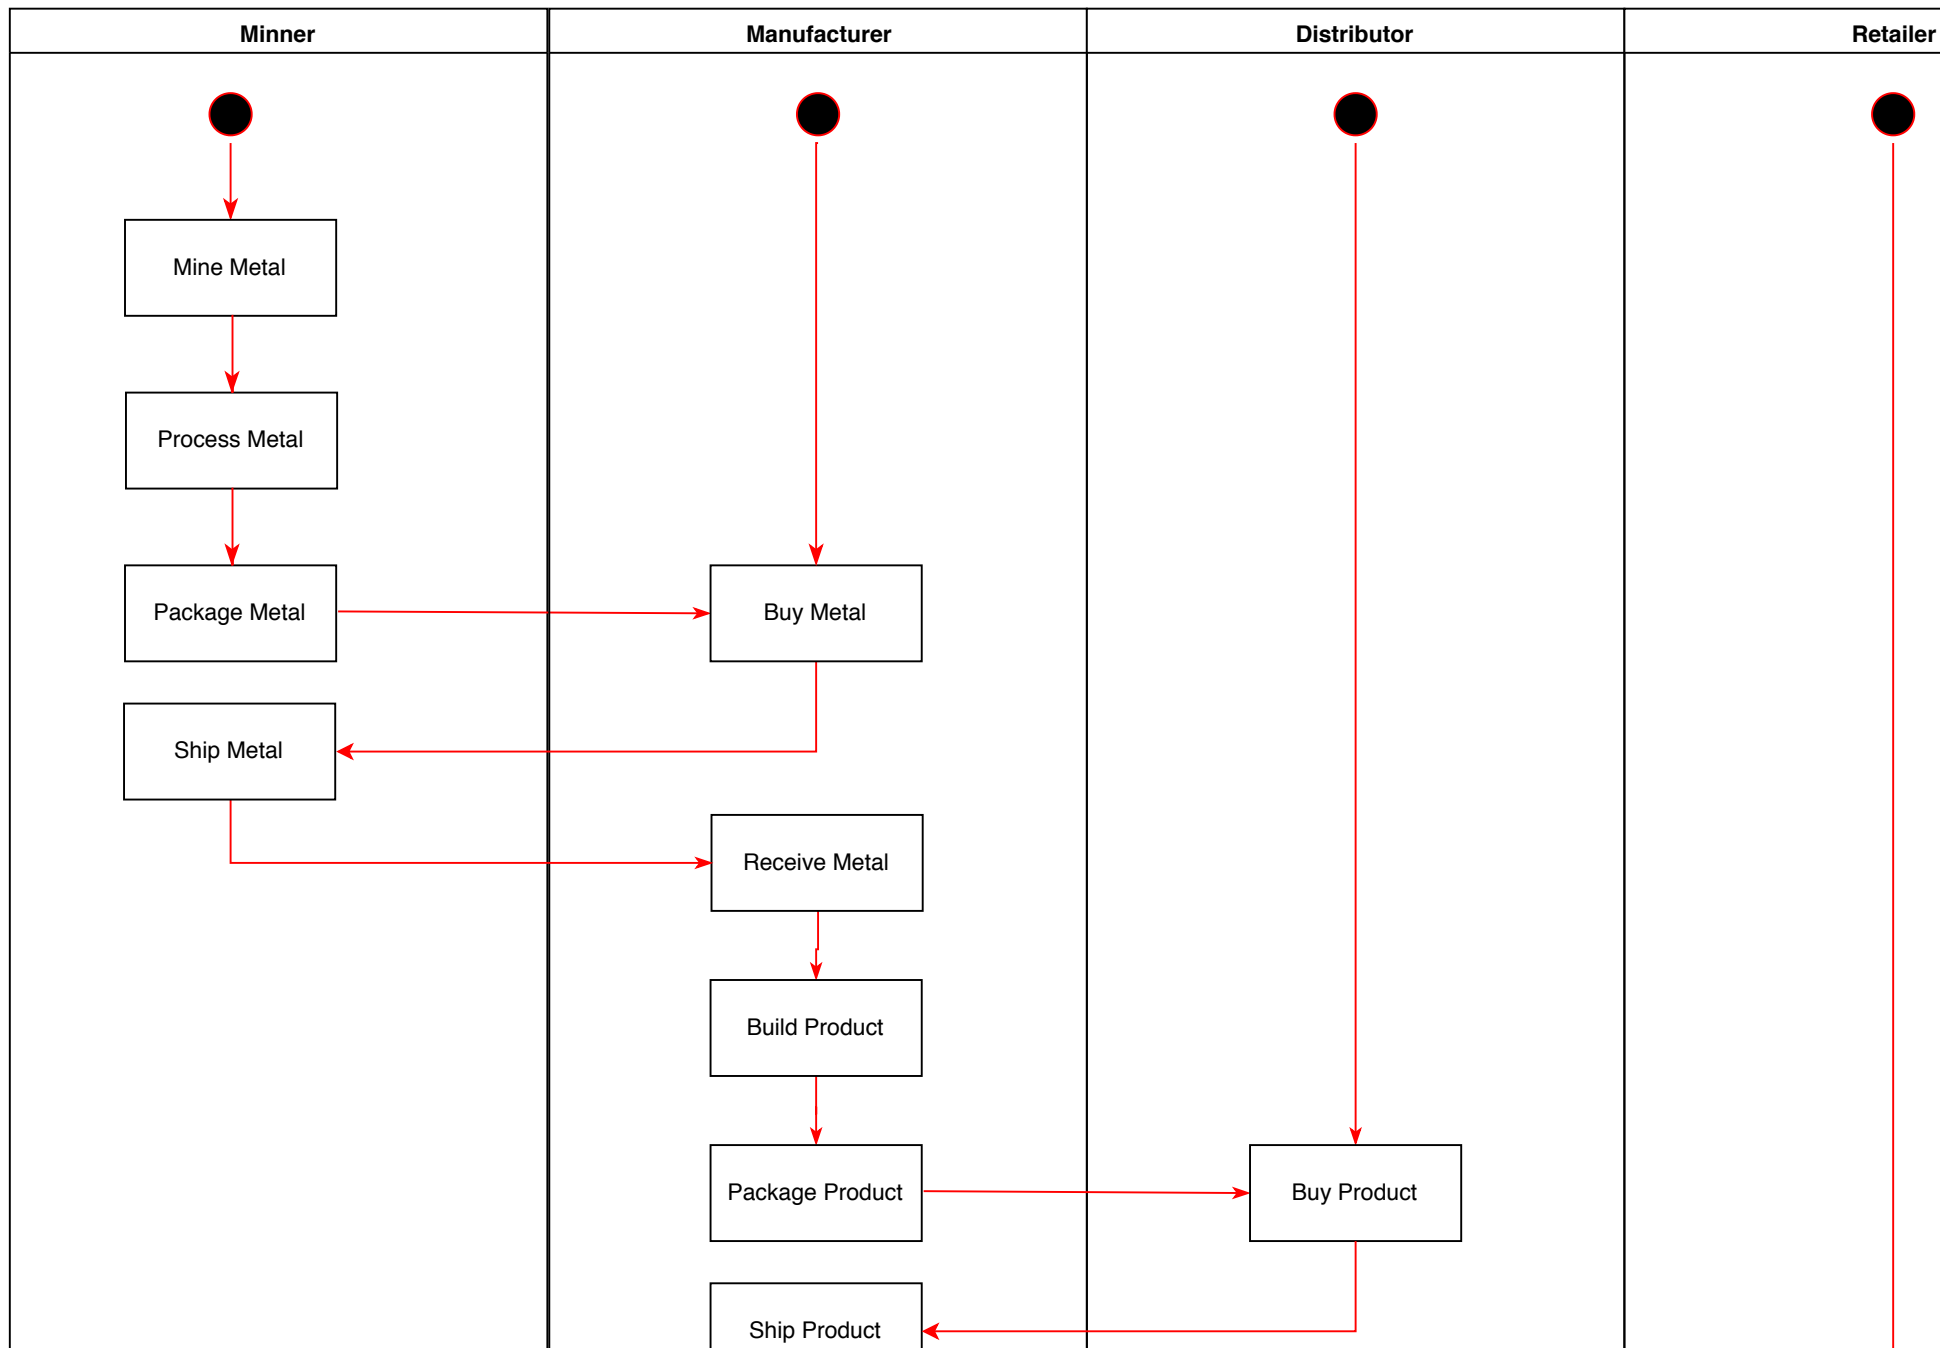 Minner
Manufacturer
Distributor
Retailer
Mine Metal
Process Metal
Package Metal
Buy Metal
Ship Metal
Receive Metal
Build Product
Package Product
Buy Product
Ship Product